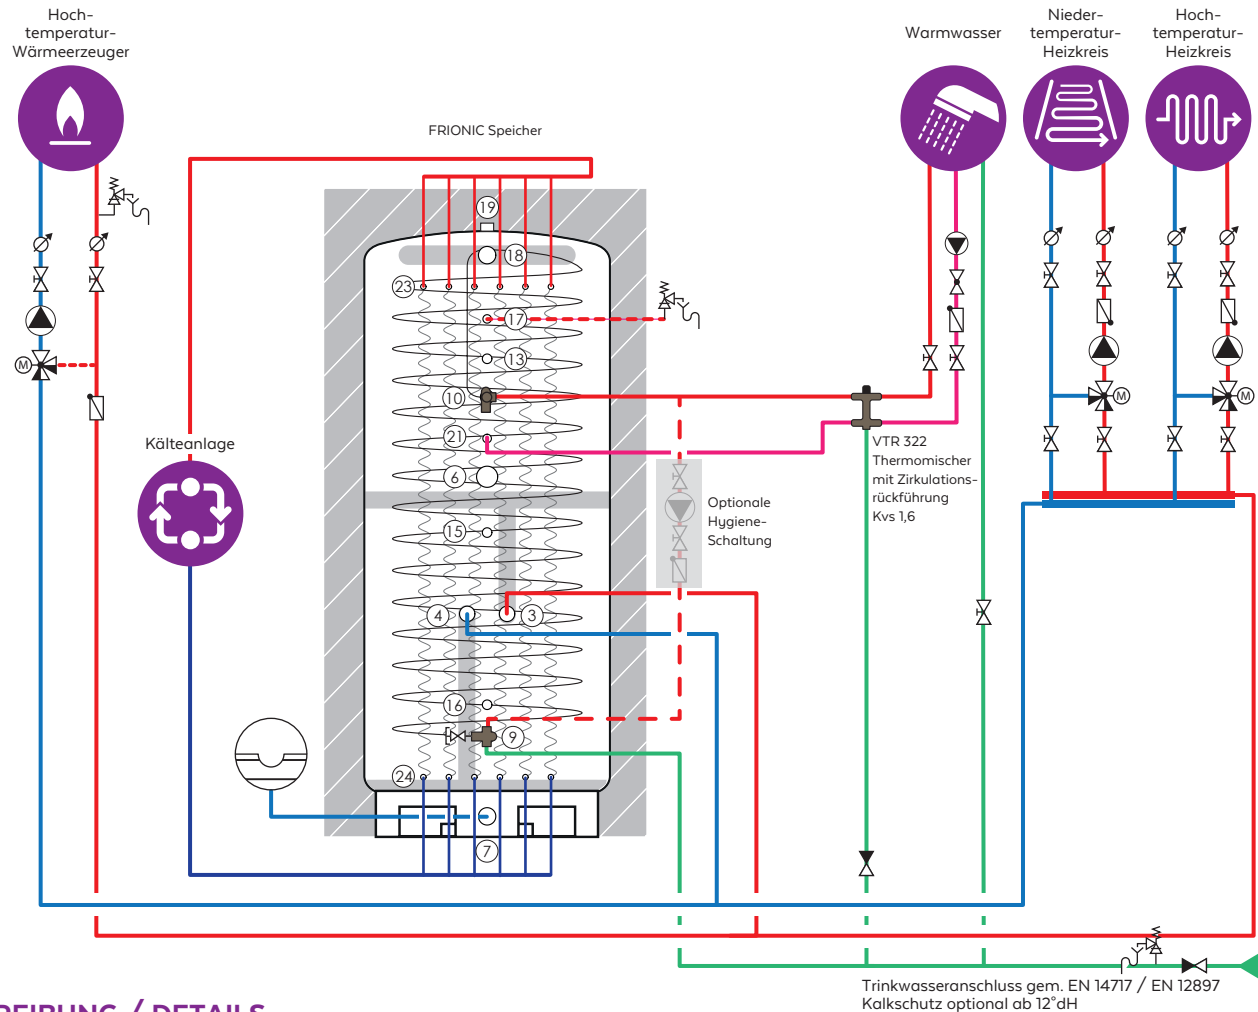 Hoch-
temperatur-
Wärmeerzeuger
FRIONIC Speicher
Warmwasser
Nieder-
temperatur-
Heizkreis
Hoch-
temperatur-
Heizkreis
19
18
23
17
13
M
10
M
M
21
Kälteanlage
VTR 322
Thermomischer
mit Zirkulations-
rückführung
Kvs 1,6
6
Optionale
Hygiene-
Schaltung
15
4
3
16
9
24
7
Trinkwasseranschluss gem. EN 14717 / EN 12897
Kalkschutz optional ab 12°dH
REIBUNG / DETAILS